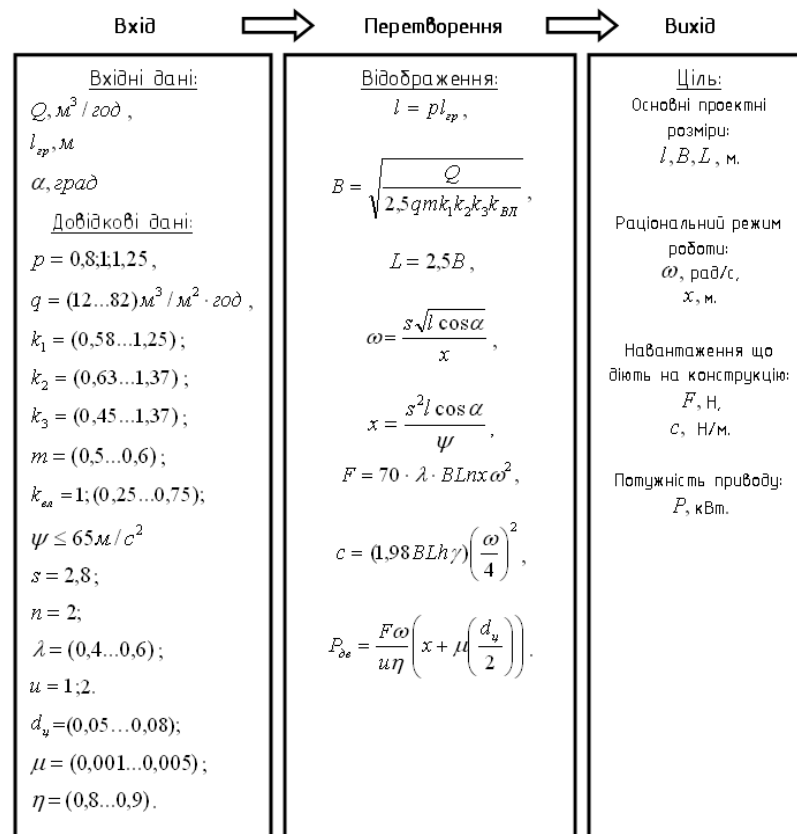 Вхід
Перетворення
Вихід
Вхідні дані:
Q, м³ / год ,
l_гр, м
α, град
Довідкові дані:
p = 0,8;1;1,25 ,
q = (12...82) м³ / м² · год ,
k₁ = (0,58...1,25) ;
k₂ = (0,63...1,37) ;
k₃ = (0,45...1,37) ;
m = (0,5...0,6) ;
k_вл = 1; (0,25...0,75);
ψ ≤ 65 м / с²
s = 2,8 ;
n = 2;
λ = (0,4...0,6) ;
u = 1;2.
d_ц =(0,05...0,08);
μ = (0,001...0,005) ;
η = (0,8...0,9) .
Відображення:
l = pl_гр ,
B = √(Q / (2,5qmk₁k₂k₃k_ВЛ)) ,
L = 2,5B ,
ω = s√(l cosα) / x ,
x = s²l cosα / ψ ,
F = 70 · λ · BLnxω² ,
c = (1,98BLhγ)(ω / 4)² ,
P_дв = Fω / uη (x + μ(d_ц / 2)) .
Ціль:
Основні проектні
розміри:
l, B, L , м.
Раціональний режим
роботи:
ω, рад/с,
x, м.
Навантаження що
діють на конструкцію:
F, Н,
c, Н/м.
Потужність приводу:
P, кВт.